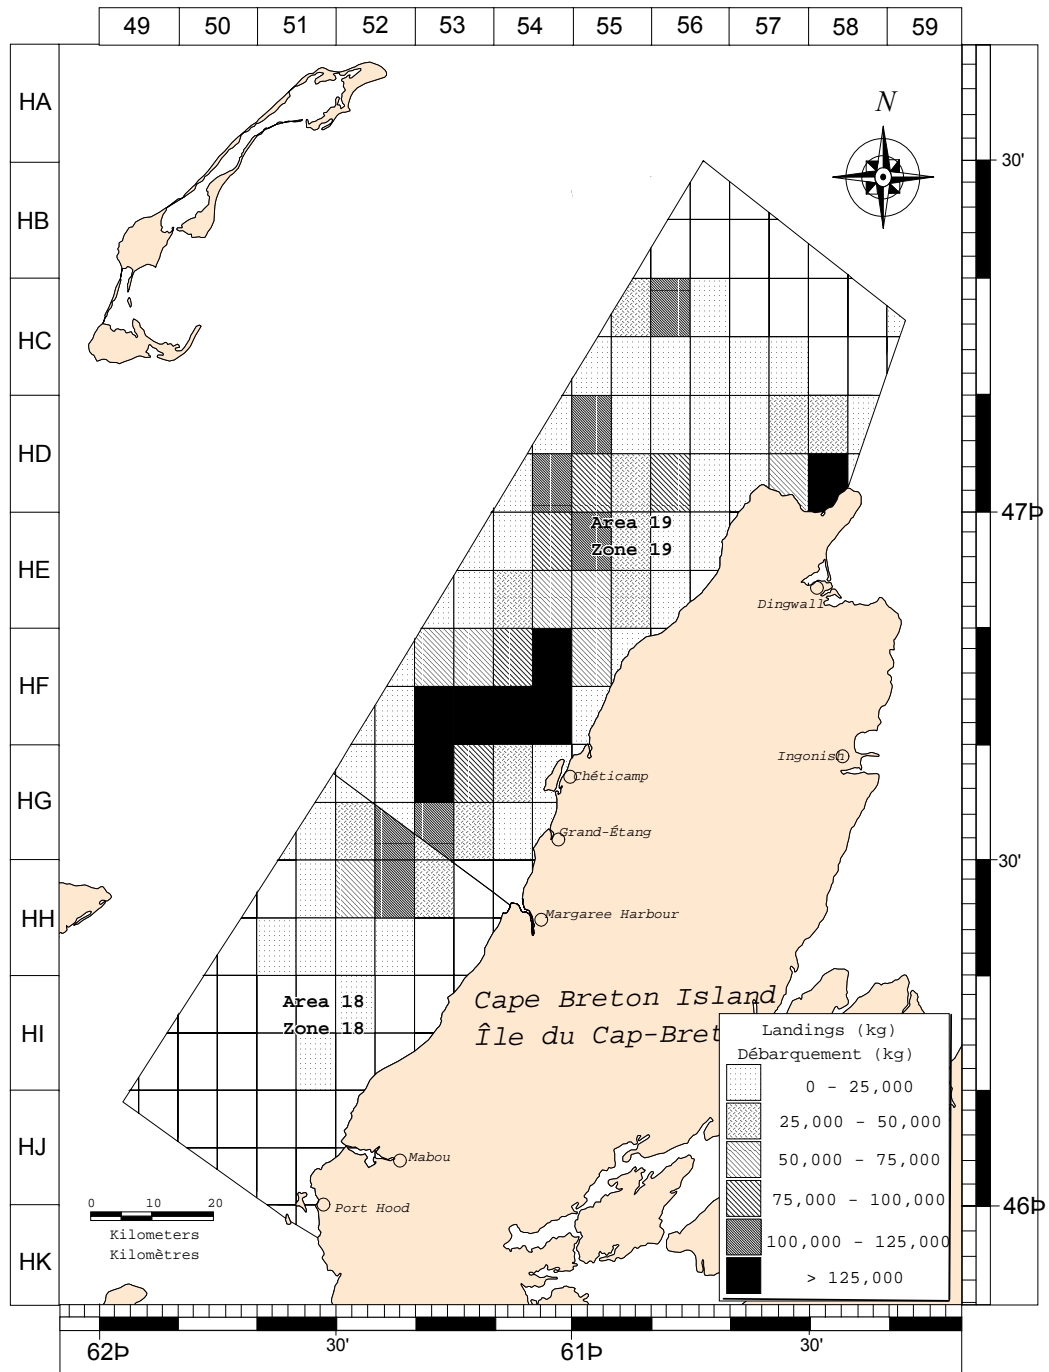 49 50 51 52 53 54 55 56 57 58 59
HA
N
30'
HB
HC
HD
47Þ
Area 19
Zone 19
HE
Dingwall
HF
Ingonish
Chéticamp
HG
Grand-Étang
30'
HH
Margaree Harbour
Area 18
Zone 18
Cape Breton Island
Île du Cap-Bret
HI
Landings (kg)
Débarquement (kg)
0 - 25,000
25,000 - 50,000
50,000 - 75,000
75,000 - 100,000
100,000 - 125,000
> 125,000
HJ
Mabou
Port Hood
46Þ
0 10 20
Kilometers
Kilomètres
HK
62Þ 30' 61Þ 30'